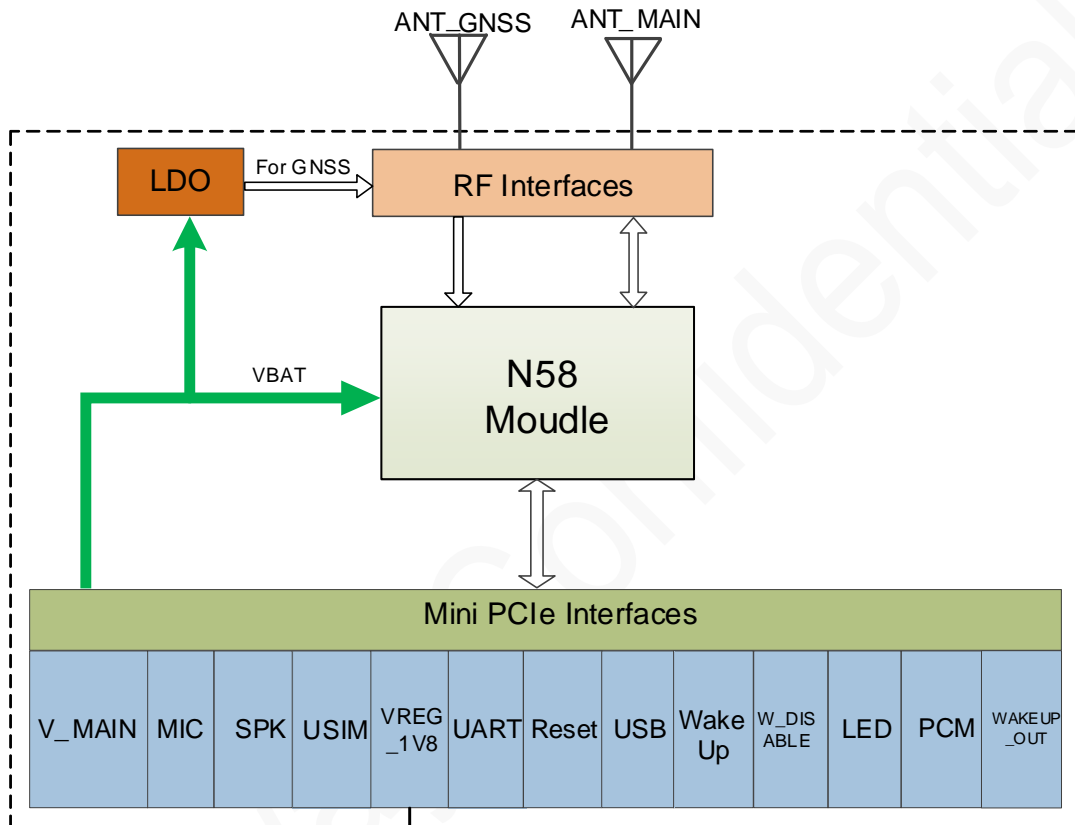 ANT_GNSS
ANT_MAIN
LDO
For GNSS
RF Interfaces
VBAT
N58
Moudle
Mini PCIe Interfaces
V_MAIN
MIC
SPK
USIM
VREG
_1V8
UART
Reset
USB
Wake
Up
W_DIS
ABLE
LED
PCM
WAKEUP
_OUT
Confidential